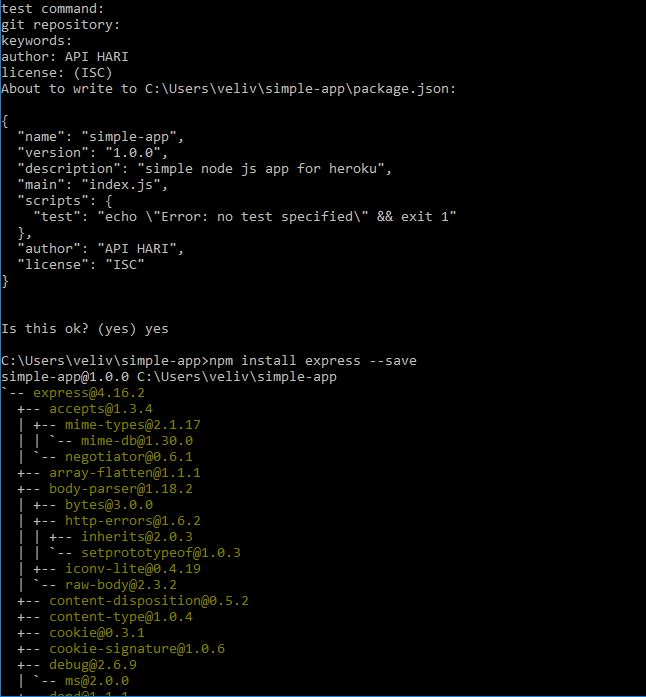 test command:
git repository:
keywords:
author: API HARI
license: (ISC)
About to write to C:\Users\veliv\simple-app\package.json:
{
  "name": "simple-app",
  "version": "1.0.0",
  "description": "simple node js app for heroku",
  "main": "index.js",
  "scripts": {
    "test": "echo \"Error: no test specified\" && exit 1"
  },
  "author": "API HARI",
  "license": "ISC"
}
Is this ok? (yes) yes
C:\Users\veliv\simple-app>npm install express --save
simple-app@1.0.0 C:\Users\veliv\simple-app
`-- express@4.16.2
  +-- accepts@1.3.4
  | +-- mime-types@2.1.17
  | | `-- mime-db@1.30.0
  | `-- negotiator@0.6.1
  +-- array-flatten@1.1.1
  +-- body-parser@1.18.2
  | +-- bytes@3.0.0
  | +-- http-errors@1.6.2
  | | +-- inherits@2.0.3
  | | `-- setprototypeof@1.0.3
  | +-- iconv-lite@0.4.19
  | `-- raw-body@2.3.2
  +-- content-disposition@0.5.2
  +-- content-type@1.0.4
  +-- cookie@0.3.1
  +-- cookie-signature@1.0.6
  +-- debug@2.6.9
  | `-- ms@2.0.0
  +-- depd@1.1.1